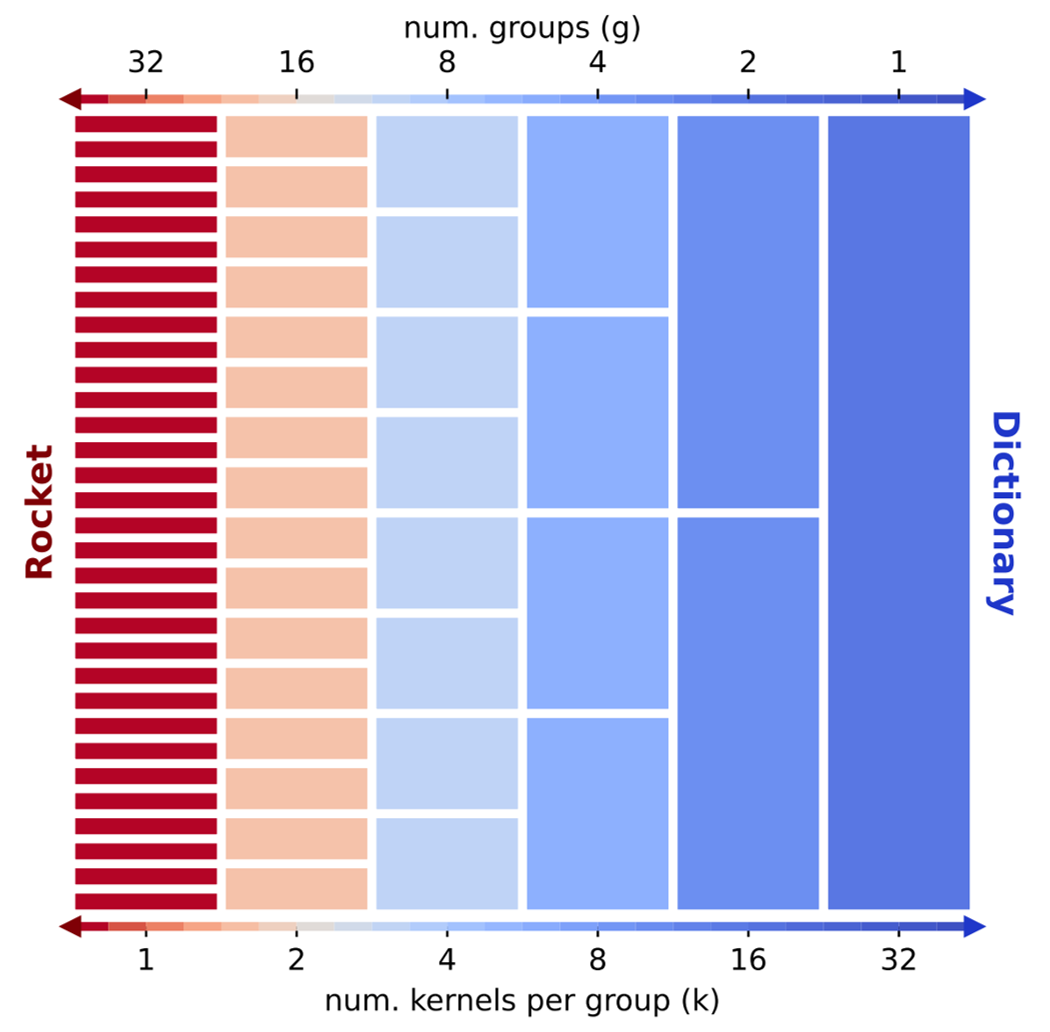 num. groups (g)
32 16 8 4 2 1
Rocket
Dictionary
1 2 4 8 16 32
num. kernels per group (k)